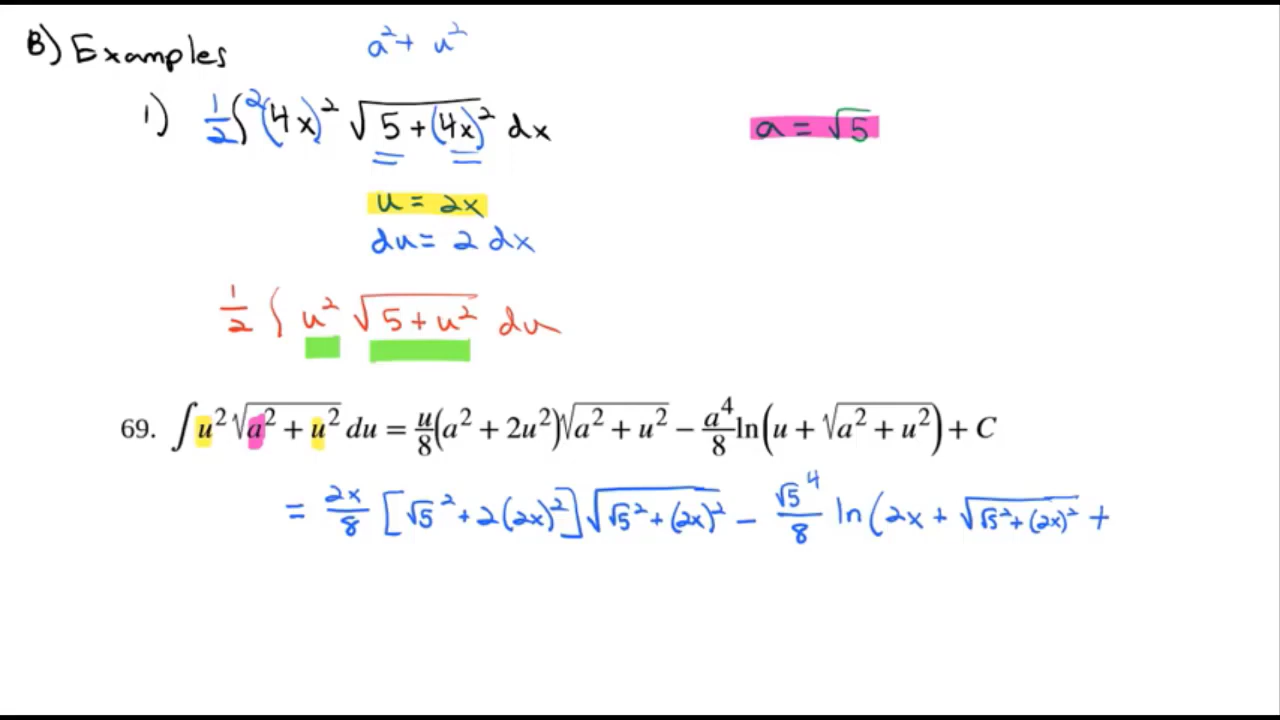 B) Examples a² + u²
1) 1/2 ∫ 2(4x)² √(5 + (4x)²) dx a = √5
u = 2x
du = 2 dx
1/2 ∫ u² √(5 + u²) du
69. ∫ u² √(a² + u²) du = u/8 (a² + 2u²) √(a² + u²) − a⁴/8 ln(u + √(a² + u²)) + C
= 2x/8 [√5² + 2(2x)²] √(√5² + (2x)²) − √5⁴/8 ln(2x + √(√5² + (2x)²) +